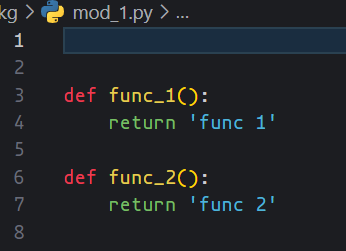 kg > mod_1.py > ...
1
2
3 def func_1():
4     return 'func 1'
5
6 def func_2():
7     return 'func 2'
8